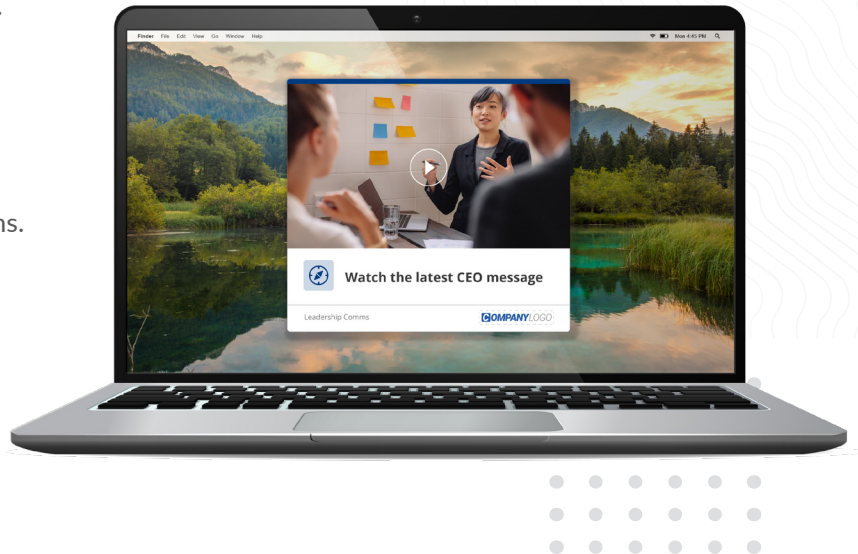 Finder File Edit View Go Window Help
Mon 4:45 PM
ns.
Watch the latest CEO message
Leadership Comms
COMPANYLOGO